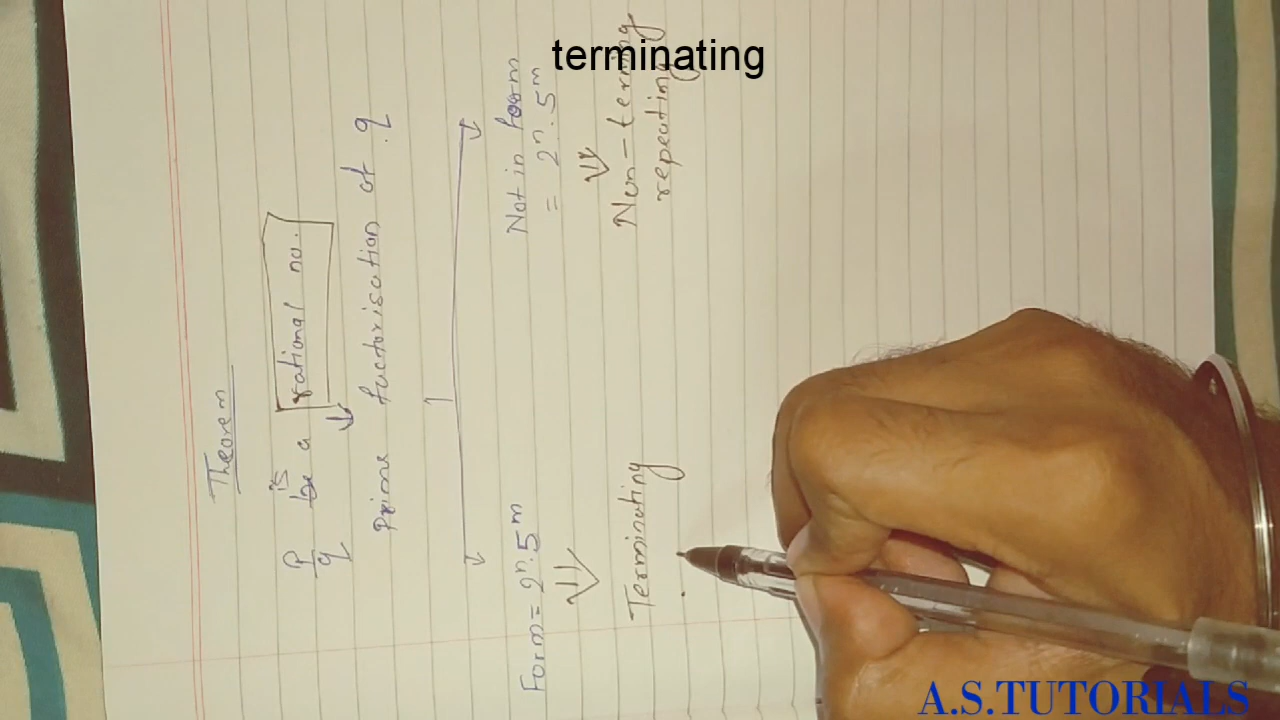 terminating
Theorem
p/q is be a rational no.
Prime factorisation of q
Form = 2ⁿ·5ᵐ
Not in form
= 2ⁿ·5ᵐ
Terminating
Non-terming
repeating
A.S.TUTORIALS